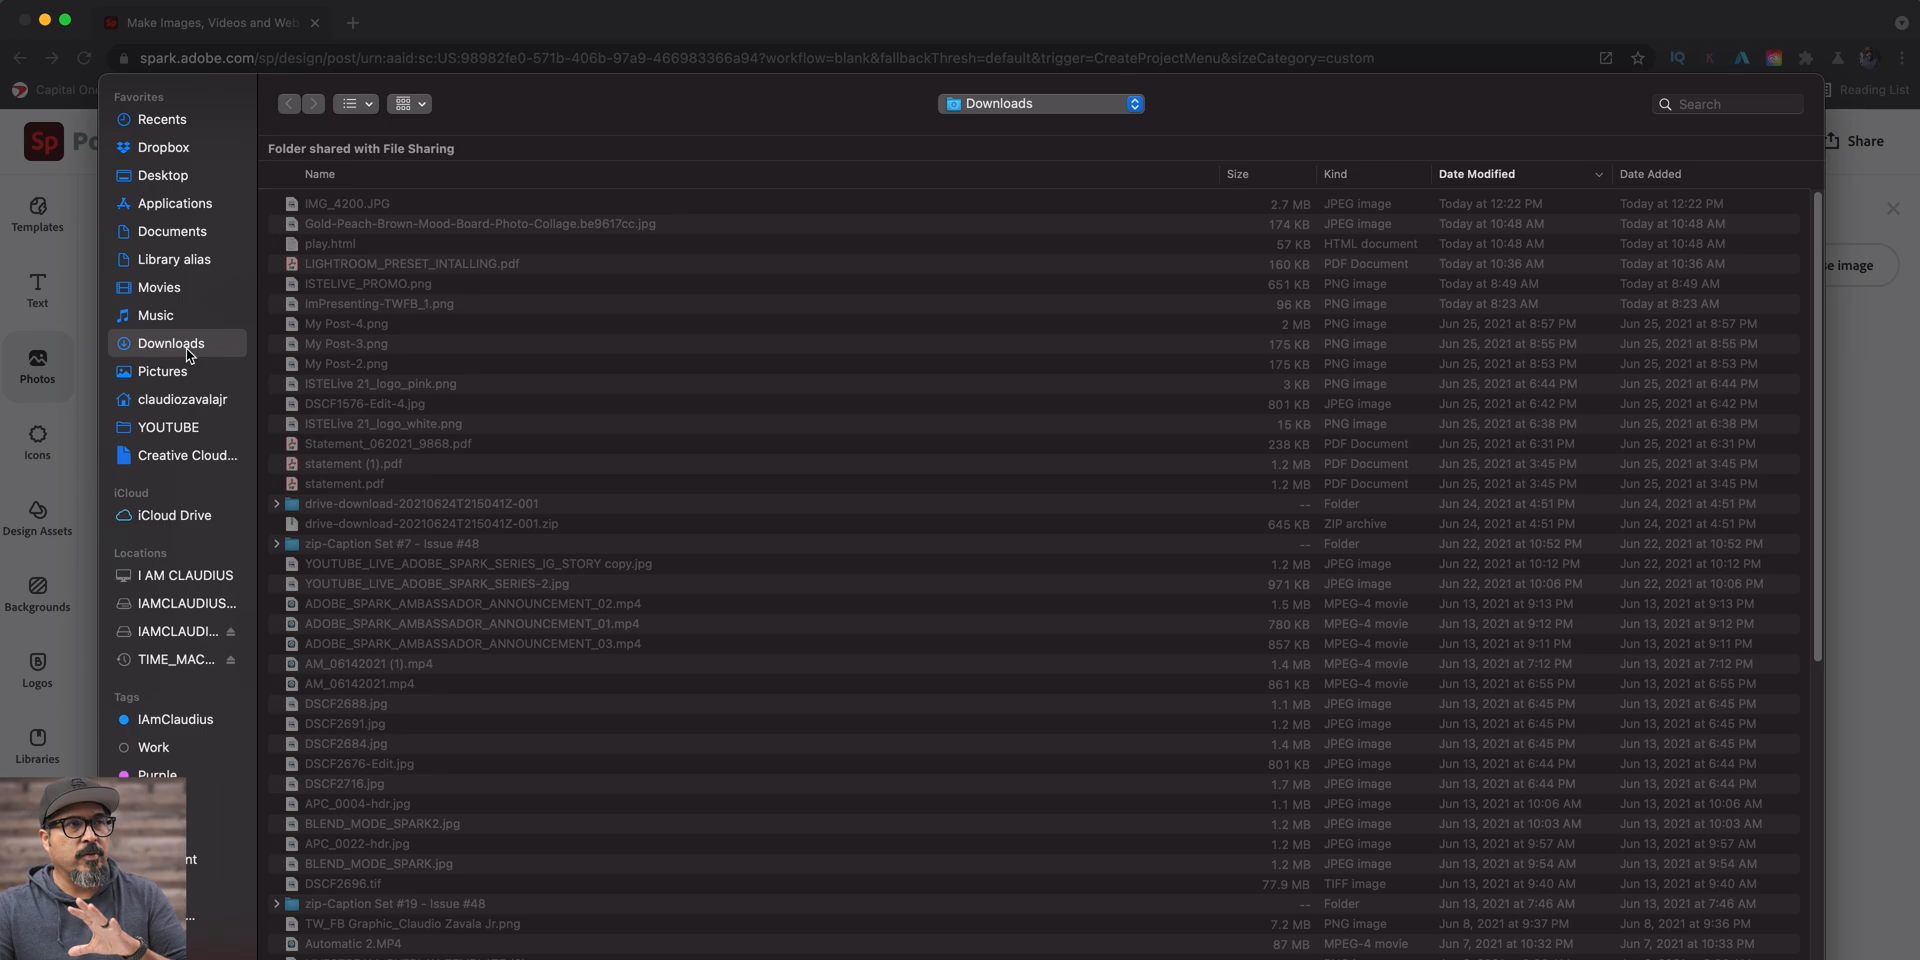 Make Images, Videos and Web
spark.adobe.com/sp/design/post/urn:aaid:sc:US:98982fe0-571b-406b-97a9-466983366a94?workflow=blank&fallbackThresh=default&trigger=CreateProjectMenu&sizeCategory=custom
Capital One
Reading List
Sp
Share
Templates
Text
Photos
Icons
Design Assets
Backgrounds
Logos
Libraries
image
Favorites
Recents
Dropbox
Desktop
Applications
Documents
Library alias
Movies
Music
Downloads
Pictures
claudiozavalajr
YOUTUBE
Creative Cloud...
iCloud
iCloud Drive
Locations
I AM CLAUDIUS
IAMCLAUDIUS...
IAMCLAUDI...
TIME_MAC...
Tags
IAmClaudius
Work
Purple
nt
Downloads
Search
Folder shared with File Sharing
Name Size Kind Date Modified Date Added
IMG_4200.JPG 2.7 MB JPEG image Today at 12:22 PM Today at 12:22 PM
Gold-Peach-Brown-Mood-Board-Photo-Collage.be9617cc.jpg 174 KB JPEG image Today at 10:48 AM Today at 10:48 AM
play.html 57 KB HTML document Today at 10:48 AM Today at 10:48 AM
LIGHTROOM_PRESET_INTALLING.pdf 160 KB PDF Document Today at 10:36 AM Today at 10:36 AM
ISTELIVE_PROMO.png 651 KB PNG image Today at 8:49 AM Today at 8:49 AM
ImPresenting-TWFB_1.png 96 KB PNG image Today at 8:23 AM Today at 8:23 AM
My Post-4.png 2 MB PNG image Jun 25, 2021 at 8:57 PM Jun 25, 2021 at 8:57 PM
My Post-3.png 175 KB PNG image Jun 25, 2021 at 8:55 PM Jun 25, 2021 at 8:55 PM
My Post-2.png 175 KB PNG image Jun 25, 2021 at 8:53 PM Jun 25, 2021 at 8:53 PM
ISTELive 21_logo_pink.png 3 KB PNG image Jun 25, 2021 at 6:44 PM Jun 25, 2021 at 6:44 PM
DSCF1576-Edit-4.jpg 801 KB JPEG image Jun 25, 2021 at 6:42 PM Jun 25, 2021 at 6:42 PM
ISTELive 21_logo_white.png 15 KB PNG image Jun 25, 2021 at 6:38 PM Jun 25, 2021 at 6:38 PM
Statement_062021_9868.pdf 238 KB PDF Document Jun 25, 2021 at 6:31 PM Jun 25, 2021 at 6:31 PM
statement (1).pdf 1.2 MB PDF Document Jun 25, 2021 at 3:45 PM Jun 25, 2021 at 3:45 PM
statement.pdf 1.2 MB PDF Document Jun 25, 2021 at 3:45 PM Jun 25, 2021 at 3:45 PM
drive-download-20210624T215041Z-001 -- Folder Jun 24, 2021 at 4:51 PM Jun 24, 2021 at 4:51 PM
drive-download-20210624T215041Z-001.zip 645 KB ZIP archive Jun 24, 2021 at 4:51 PM Jun 24, 2021 at 4:51 PM
zip-Caption Set #7 - Issue #48 -- Folder Jun 22, 2021 at 10:52 PM Jun 22, 2021 at 10:52 PM
YOUTUBE_LIVE_ADOBE_SPARK_SERIES_IG_STORY copy.jpg 1.2 MB JPEG image Jun 22, 2021 at 10:12 PM Jun 22, 2021 at 10:12 PM
YOUTUBE_LIVE_ADOBE_SPARK_SERIES-2.jpg 971 KB JPEG image Jun 22, 2021 at 10:06 PM Jun 22, 2021 at 10:06 PM
ADOBE_SPARK_AMBASSADOR_ANNOUNCEMENT_02.mp4 1.5 MB MPEG-4 movie Jun 13, 2021 at 9:13 PM Jun 13, 2021 at 9:13 PM
ADOBE_SPARK_AMBASSADOR_ANNOUNCEMENT_01.mp4 780 KB MPEG-4 movie Jun 13, 2021 at 9:12 PM Jun 13, 2021 at 9:12 PM
ADOBE_SPARK_AMBASSADOR_ANNOUNCEMENT_03.mp4 857 KB MPEG-4 movie Jun 13, 2021 at 9:11 PM Jun 13, 2021 at 9:11 PM
AM_06142021 (1).mp4 1.4 MB MPEG-4 movie Jun 13, 2021 at 7:12 PM Jun 13, 2021 at 7:12 PM
AM_06142021.mp4 861 KB MPEG-4 movie Jun 13, 2021 at 6:55 PM Jun 13, 2021 at 6:55 PM
DSCF2688.jpg 1.1 MB JPEG image Jun 13, 2021 at 6:45 PM Jun 13, 2021 at 6:45 PM
DSCF2691.jpg 1.2 MB JPEG image Jun 13, 2021 at 6:45 PM Jun 13, 2021 at 6:45 PM
DSCF2684.jpg 1.4 MB JPEG image Jun 13, 2021 at 6:45 PM Jun 13, 2021 at 6:45 PM
DSCF2676-Edit.jpg 801 KB JPEG image Jun 13, 2021 at 6:44 PM Jun 13, 2021 at 6:44 PM
DSCF2716.jpg 1.7 MB JPEG image Jun 13, 2021 at 6:44 PM Jun 13, 2021 at 6:44 PM
APC_0004-hdr.jpg 1.1 MB JPEG image Jun 13, 2021 at 10:06 AM Jun 13, 2021 at 10:06 AM
BLEND_MODE_SPARK2.jpg 1.2 MB JPEG image Jun 13, 2021 at 10:03 AM Jun 13, 2021 at 10:03 AM
APC_0022-hdr.jpg 1.2 MB JPEG image Jun 13, 2021 at 9:57 AM Jun 13, 2021 at 9:57 AM
BLEND_MODE_SPARK.jpg 1.2 MB JPEG image Jun 13, 2021 at 9:54 AM Jun 13, 2021 at 9:54 AM
DSCF2696.tif 77.9 MB TIFF image Jun 13, 2021 at 9:40 AM Jun 13, 2021 at 9:40 AM
zip-Caption Set #19 - Issue #48 -- Folder Jun 13, 2021 at 7:46 AM Jun 13, 2021 at 7:46 AM
TW_FB Graphic_Claudio Zavala Jr.png 7.2 MB PNG image Jun 8, 2021 at 9:37 PM Jun 8, 2021 at 9:36 PM
Automatic 2.MP4 87 MB MPEG-4 movie Jun 7, 2021 at 10:32 PM Jun 7, 2021 at 10:33 PM